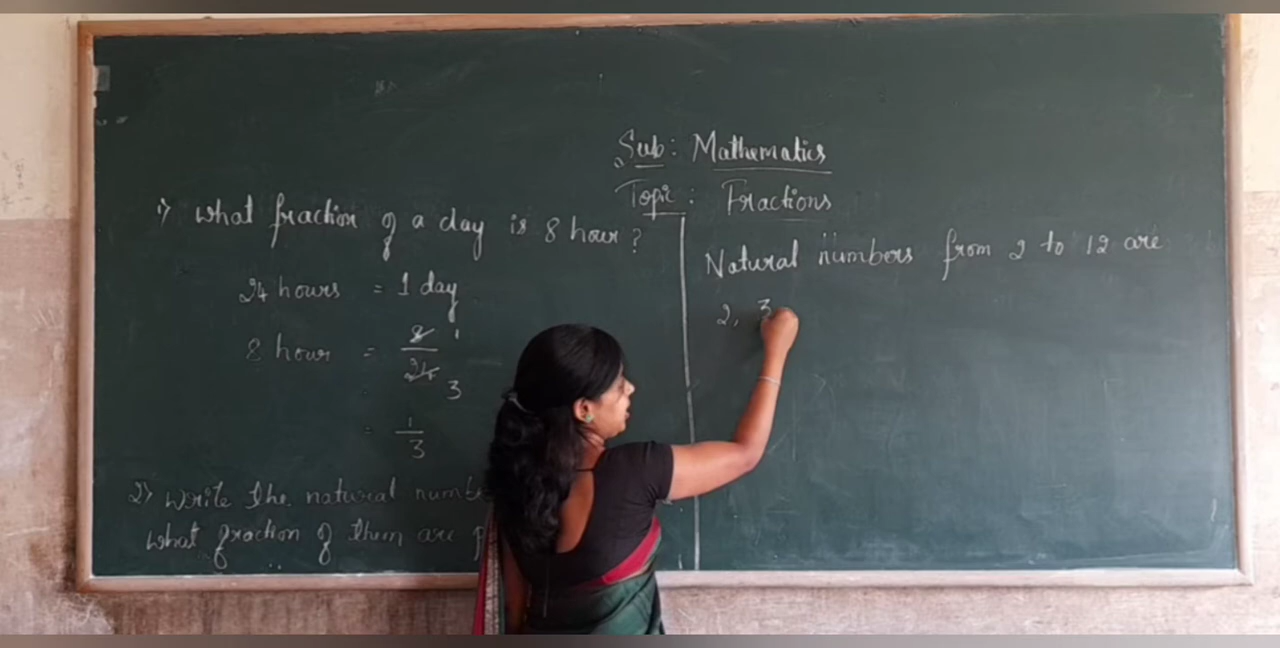 Sub: Mathematics
Topic: Fractions
1) What fraction of a day is 8 hour?
24 hours = 1 day
8 hour = 8/24 1 3
= 1/3
2) Write the natural
what fraction of them are
Natural numbers from 2 to 12 are
2, 3